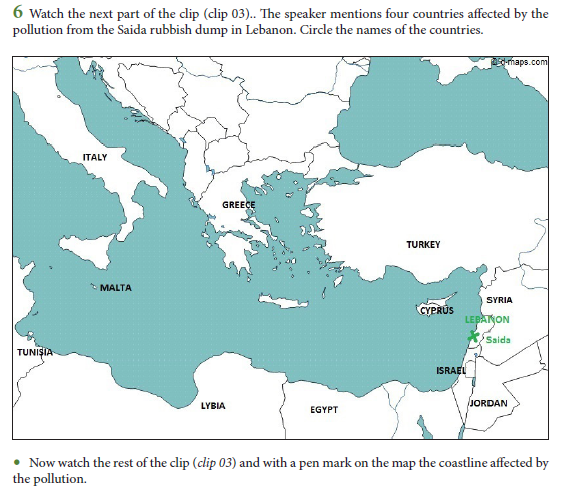 6 Watch the next part of the clip (clip 03).. The speaker mentions four countries affected by the
pollution from the Saida rubbish dump in Lebanon. Circle the names of the countries.
d-maps.com
ITALY
GREECE
TURKEY
MALTA
CYPRUS
SYRIA
LEBANON
Saida
TUNISIA
ISRAEL
LYBIA
EGYPT
JORDAN
• Now watch the rest of the clip (clip 03) and with a pen mark on the map the coastline affected by
the pollution.